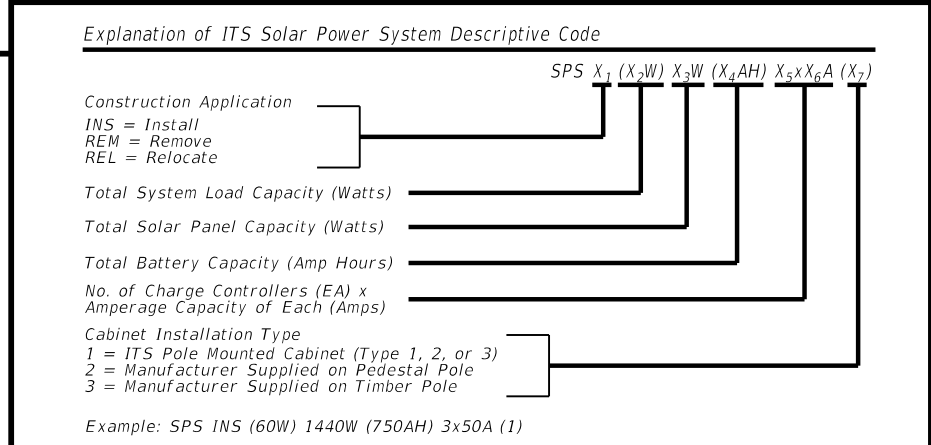 Explanation of ITS Solar Power System Descriptive Code
SPS X₁ (X₂W) X₃W (X₄AH) X₅xX₆A (X₇)
Construction Application
INS = Install
REM = Remove
REL = Relocate
Total System Load Capacity (Watts)
Total Solar Panel Capacity (Watts)
Total Battery Capacity (Amp Hours)
No. of Charge Controllers (EA) x
Amperage Capacity of Each (Amps)
Cabinet Installation Type
1 = ITS Pole Mounted Cabinet (Type 1, 2, or 3)
2 = Manufacturer Supplied on Pedestal Pole
3 = Manufacturer Supplied on Timber Pole
Example: SPS INS (60W) 1440W (750AH) 3x50A (1)